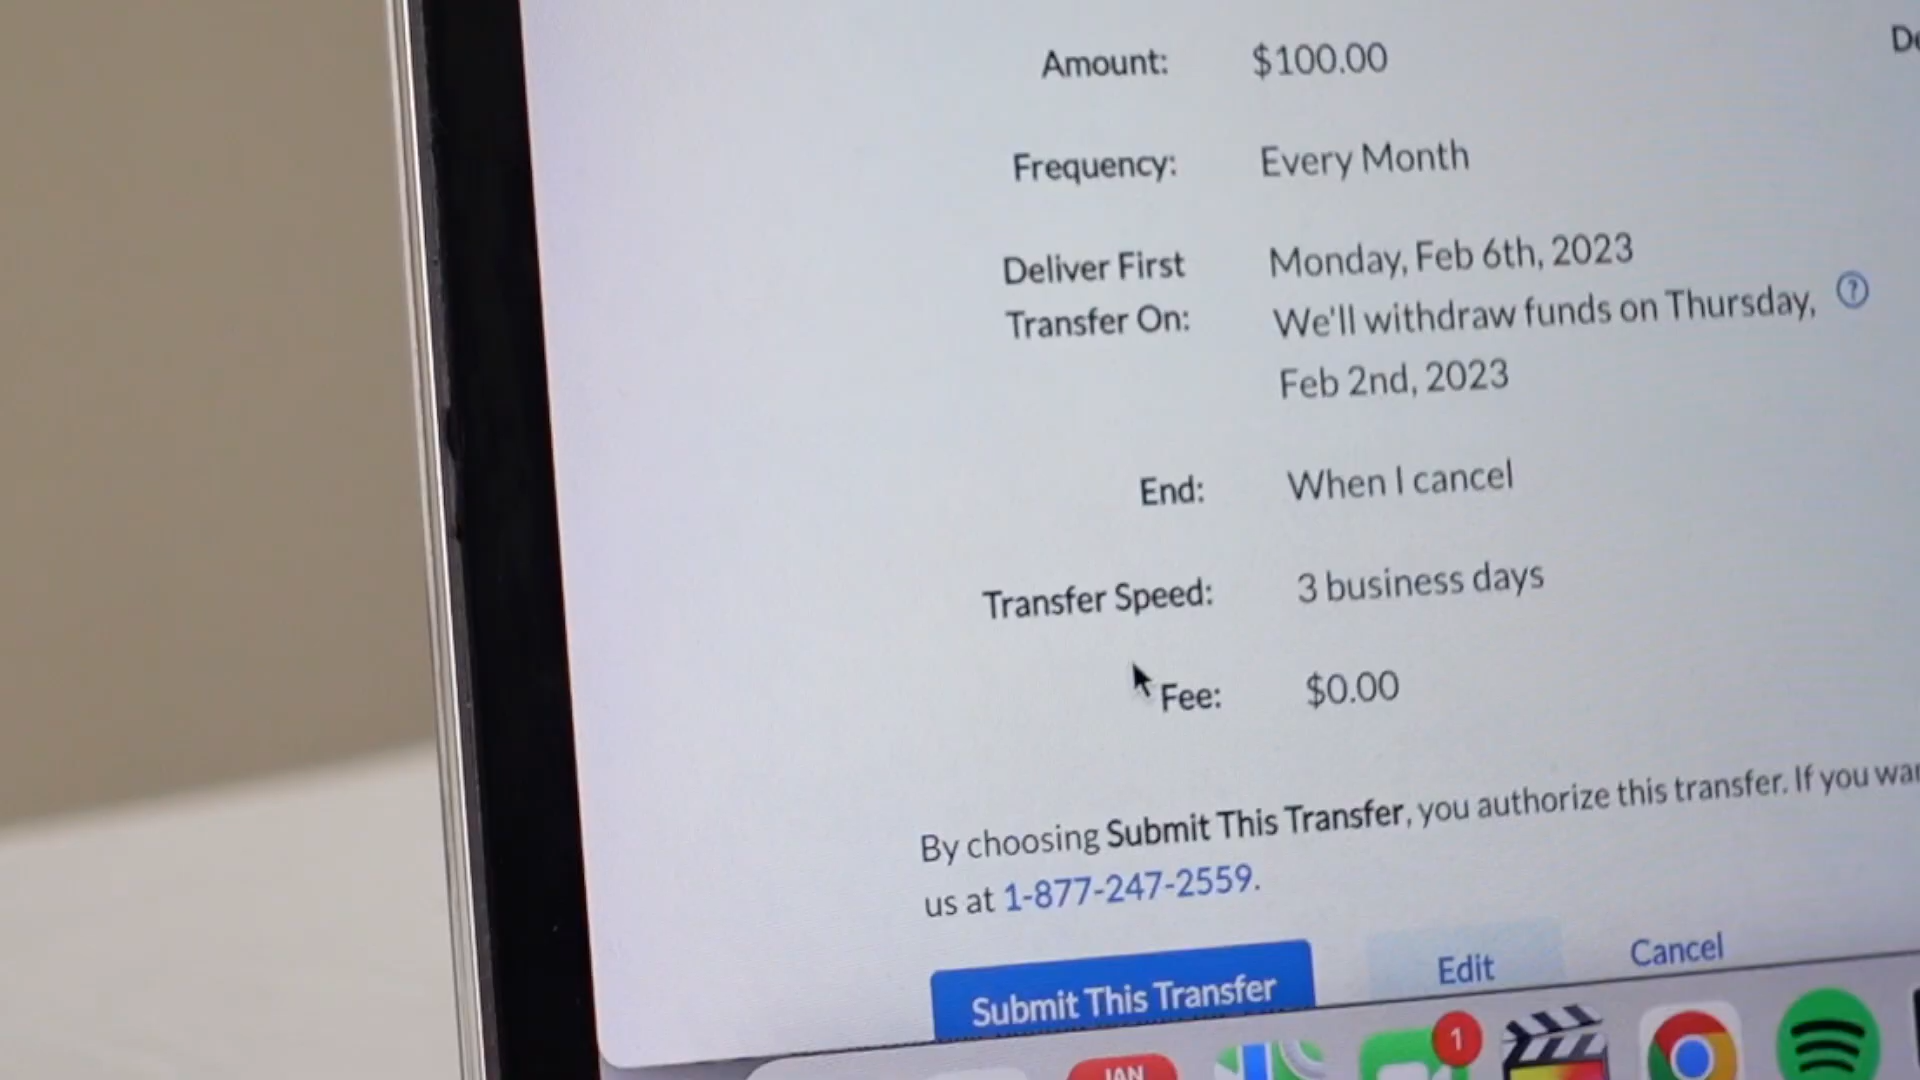 De
Amount: $100.00
Frequency: Every Month
Deliver First Monday, Feb 6th, 2023
Transfer On: We'll withdraw funds on Thursday, ?
Feb 2nd, 2023
End: When I cancel
Transfer Speed: 3 business days
Fee: $0.00
By choosing Submit This Transfer, you authorize this transfer. If you wan
us at 1-877-247-2559.
Submit This Transfer Edit Cancel
JAN 1